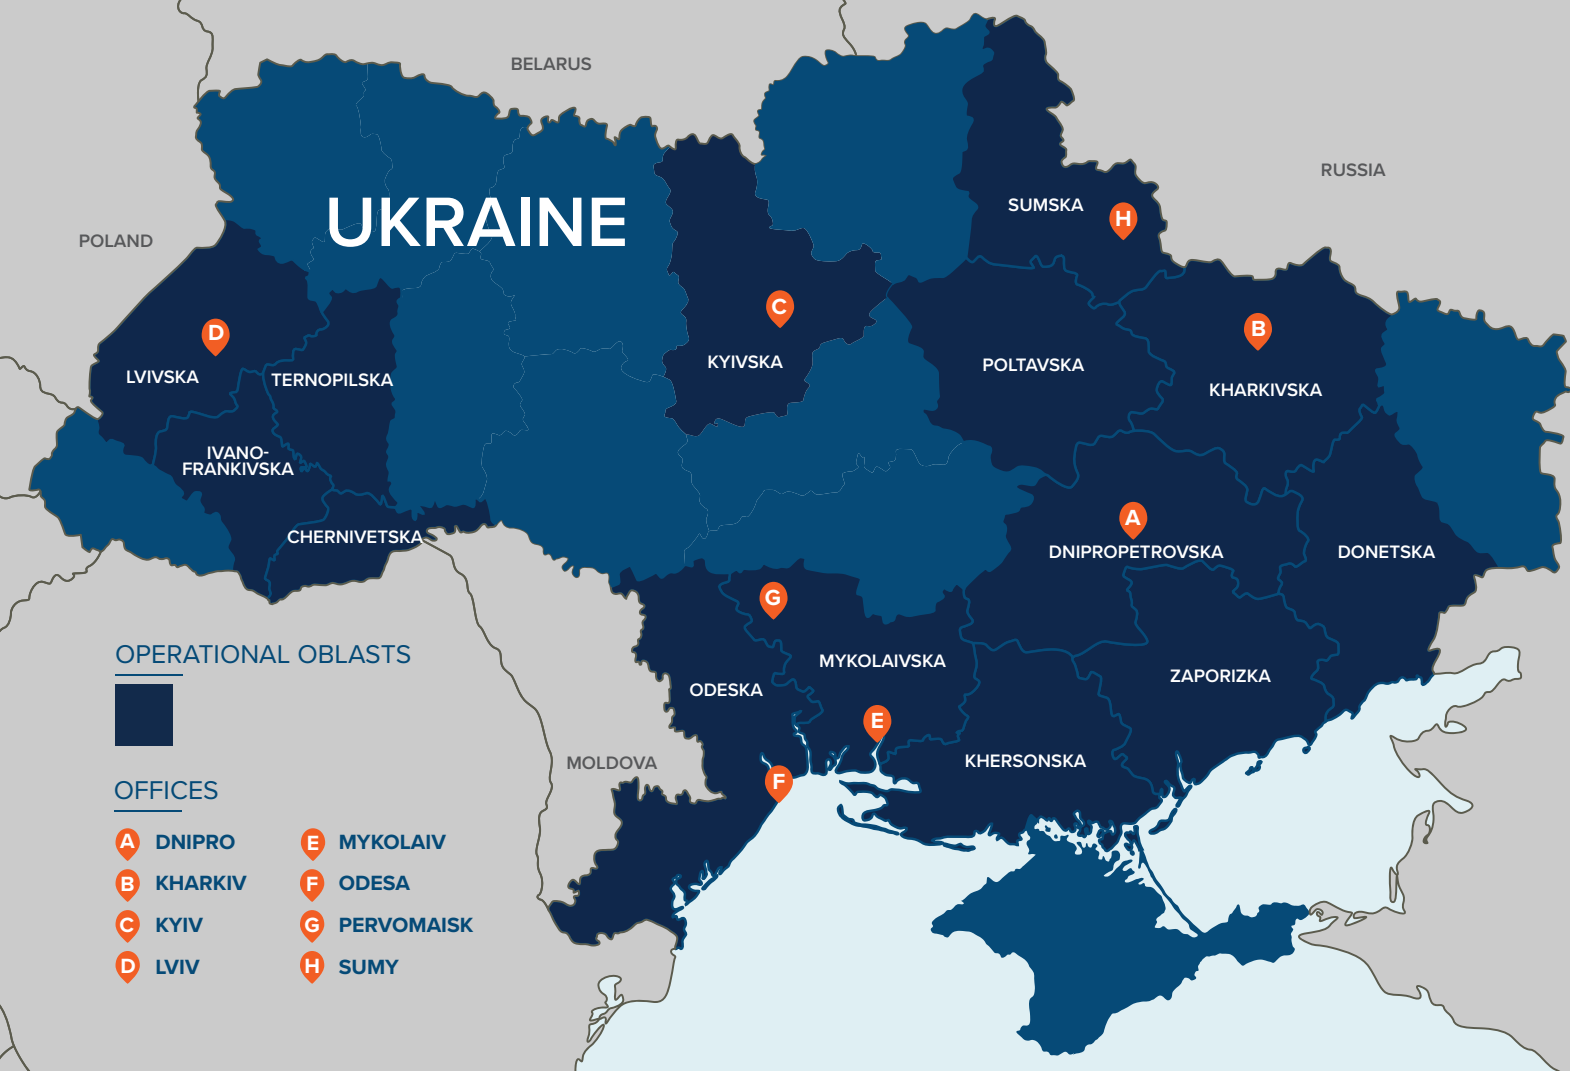 BELARUS
RUSSIA
UKRAINE
SUMSKA
H
POLAND
C
D
B
KYIVSKA
POLTAVSKA
LVIVSKA
TERNOPILSKA
KHARKIVSKA
IVANO-
FRANKIVSKA
A
CHERNIVETSKA
DNIPROPETROVSKA
DONETSKA
G
MYKOLAIVSKA
ODESKA
ZAPORIZKA
E
KHERSONSKA
MOLDOVA
F
OPERATIONAL OBLASTS
OFFICES
A DNIPRO
B KHARKIV
C KYIV
D LVIV
E MYKOLAIV
F ODESA
G PERVOMAISK
H SUMY